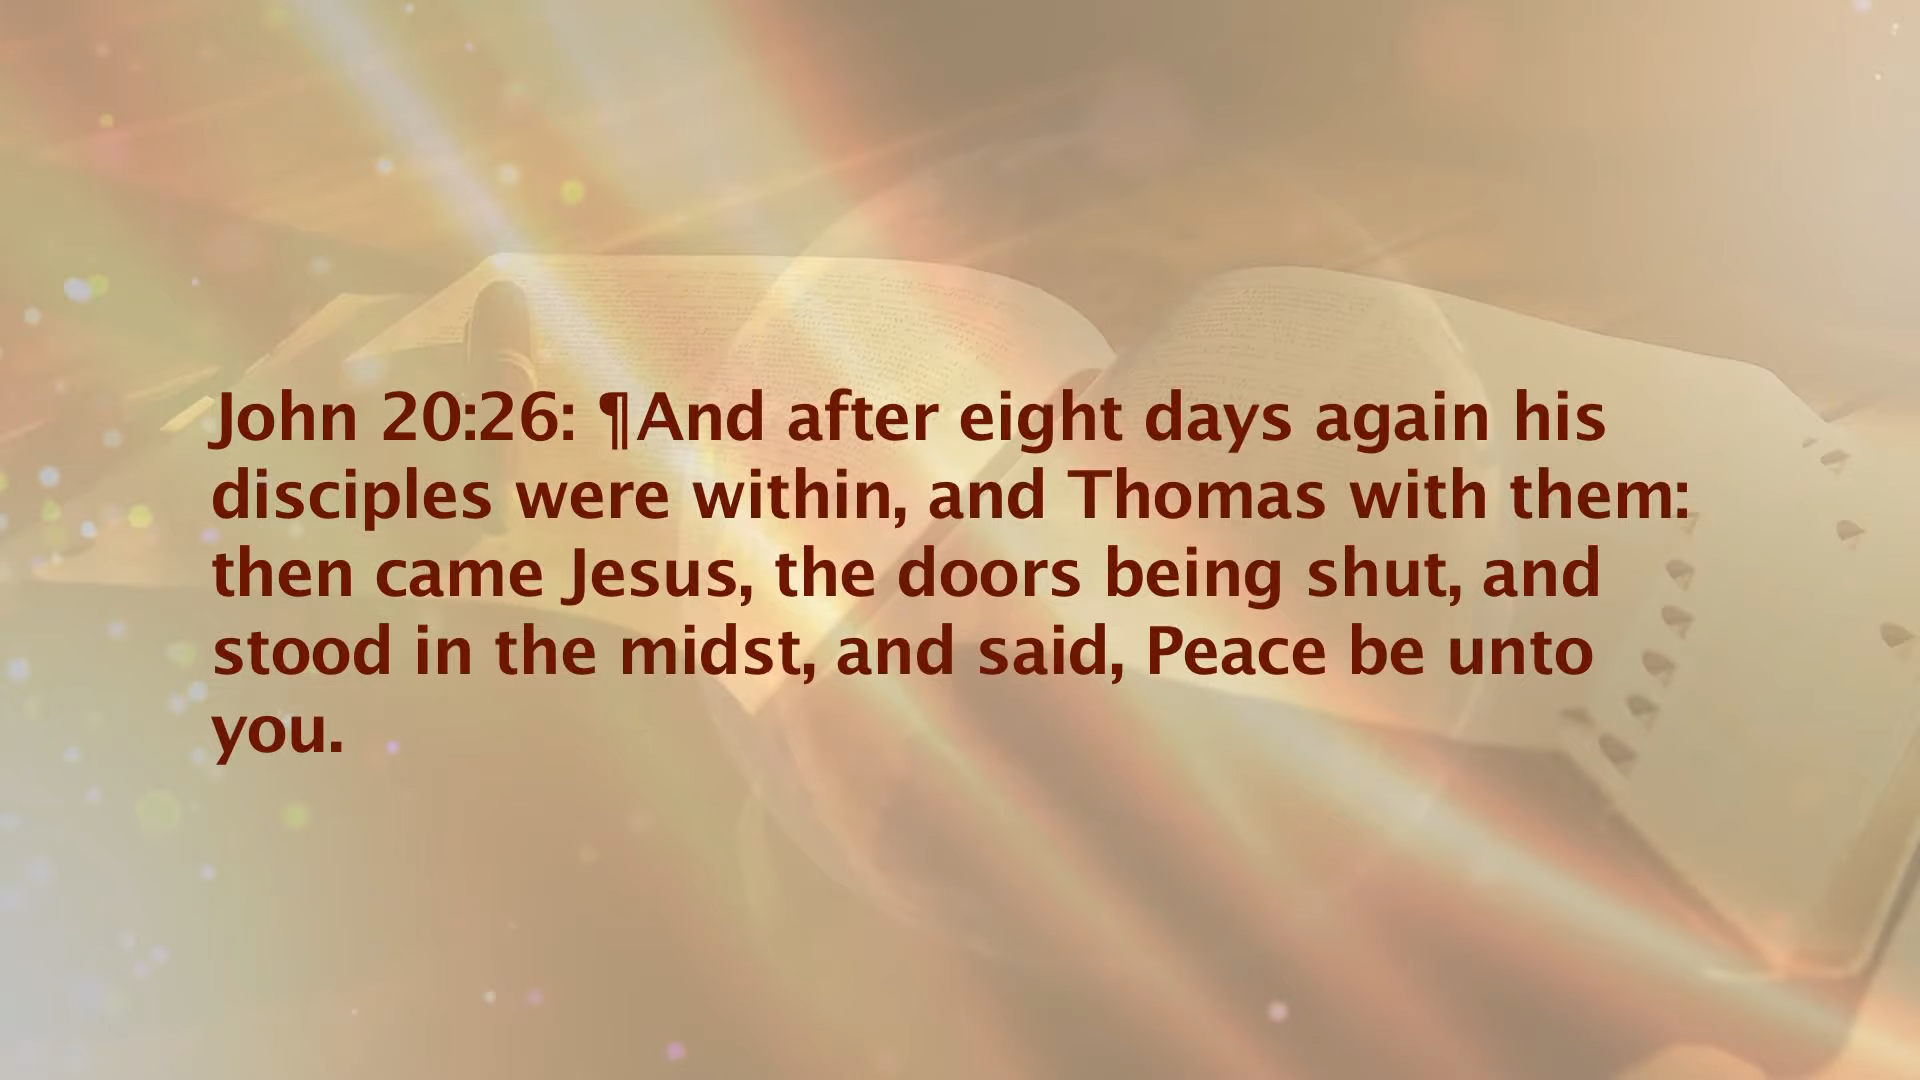 John 20:26: ¶And after eight days again his
disciples were within, and Thomas with them:
then came Jesus, the doors being shut, and
stood in the midst, and said, Peace be unto
you.